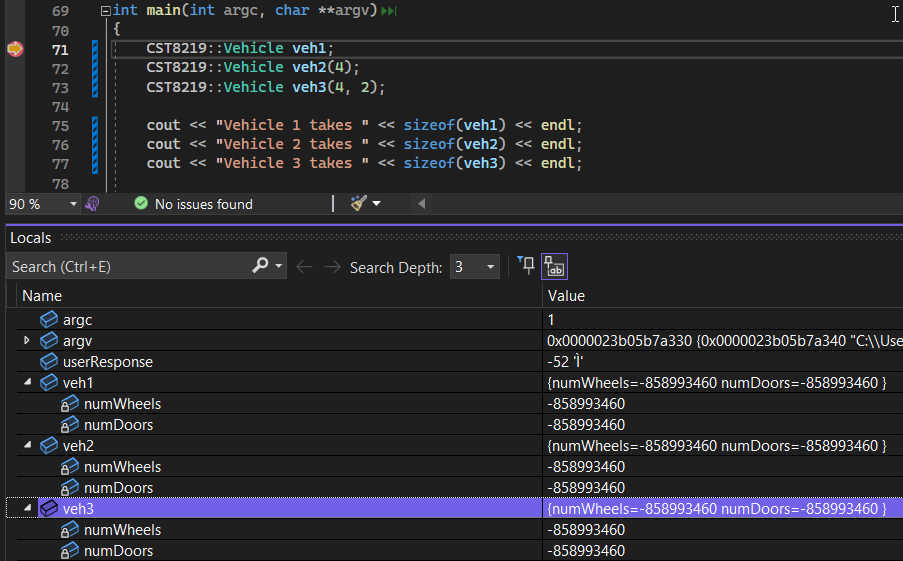 69 int main(int argc, char **argv)
70 {
71 CST8219::Vehicle veh1;
72 CST8219::Vehicle veh2(4);
73 CST8219::Vehicle veh3(4, 2);
74
75 cout << "Vehicle 1 takes " << sizeof(veh1) << endl;
76 cout << "Vehicle 2 takes " << sizeof(veh2) << endl;
77 cout << "Vehicle 3 takes " << sizeof(veh3) << endl;
78
90 % No issues found
Locals
Search (Ctrl+E) Search Depth: 3
Name Value
argc 1
argv 0x0000023b05b7a330 {0x0000023b05b7a340 "C:\\Use
userResponse -52 'Ì'
veh1 {numWheels=-858993460 numDoors=-858993460 }
numWheels -858993460
numDoors -858993460
veh2 {numWheels=-858993460 numDoors=-858993460 }
numWheels -858993460
numDoors -858993460
veh3 {numWheels=-858993460 numDoors=-858993460 }
numWheels -858993460
numDoors -858993460